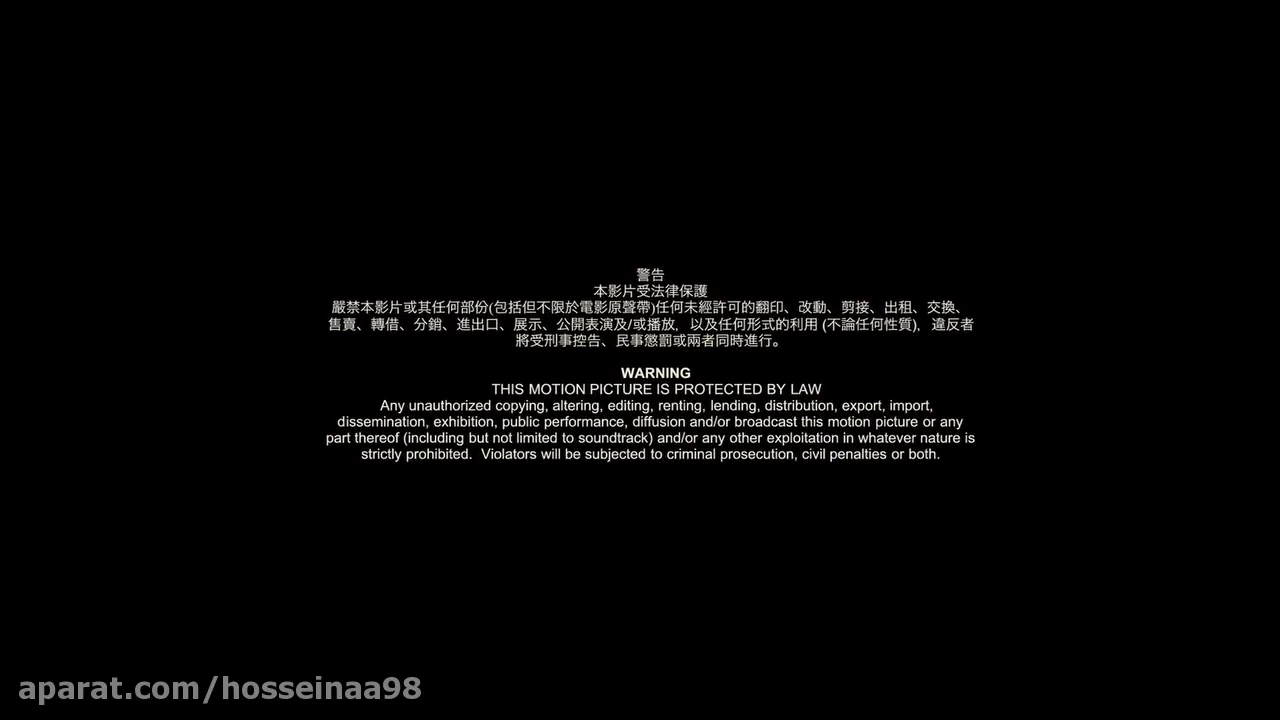 警告
本影片受法律保護
嚴禁本影片或其任何部份(包括但不限於電影原聲帶)任何未經許可的翻印、改動、剪接、出租、交換、
售賣、轉借、分銷、進出口、展示、公開表演及/或播放，以及任何形式的利用 (不論任何性質)，違反者
將受刑事控告、民事懲罰或兩者同時進行。
WARNING
THIS MOTION PICTURE IS PROTECTED BY LAW
Any unauthorized copying, altering, editing, renting, lending, distribution, export, import,
dissemination, exhibition, public performance, diffusion and/or broadcast this motion picture or any
part thereof (including but not limited to soundtrack) and/or any other exploitation in whatever nature is
strictly prohibited.  Violators will be subjected to criminal prosecution, civil penalties or both.
aparat.com/hosseinaa98